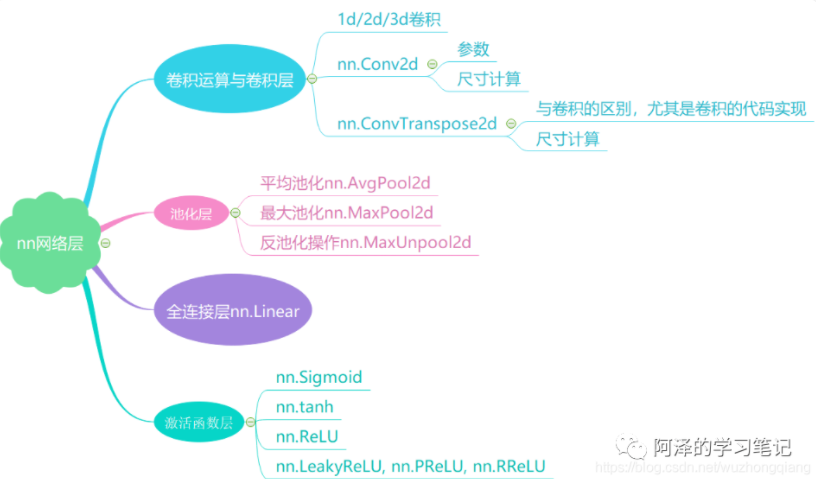 nn网络层
卷积运算与卷积层
1d/2d/3d卷积
nn.Conv2d
参数
尺寸计算
nn.ConvTranspose2d
与卷积的区别，尤其是卷积的代码实现
尺寸计算
池化层
平均池化nn.AvgPool2d
最大池化nn.MaxPool2d
反池化操作nn.MaxUnpool2d
全连接层nn.Linear
激活函数层
nn.Sigmoid
nn.tanh
nn.ReLU
nn.LeakyReLU, nn.PReLU, nn.RReLU
阿泽的学习笔记
https://blog.csdn.net/wuzhongqiang